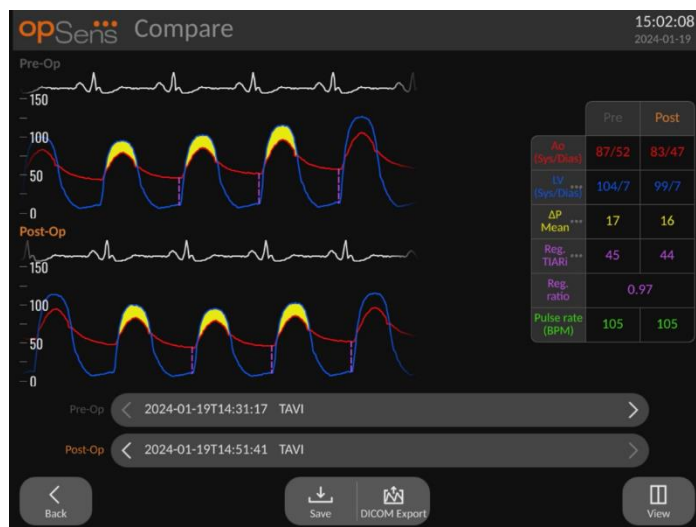 opSens Compare
15:02:08
2024-01-19
Pre-Op
150
100
50
0
Post-Op
150
100
50
0
Pre Post
Ao (Sys/Dias) 87/52 83/47
LV (Sys/Dias) 104/7 99/7
ΔP Mean 17 16
Reg. TIARi 45 44
Reg. ratio 0.97
Pulse rate (BPM) 105 105
Pre-Op 2024-01-19T14:31:17 TAVI
Post-Op 2024-01-19T14:51:41 TAVI
Back
Save
DICOM Export
View